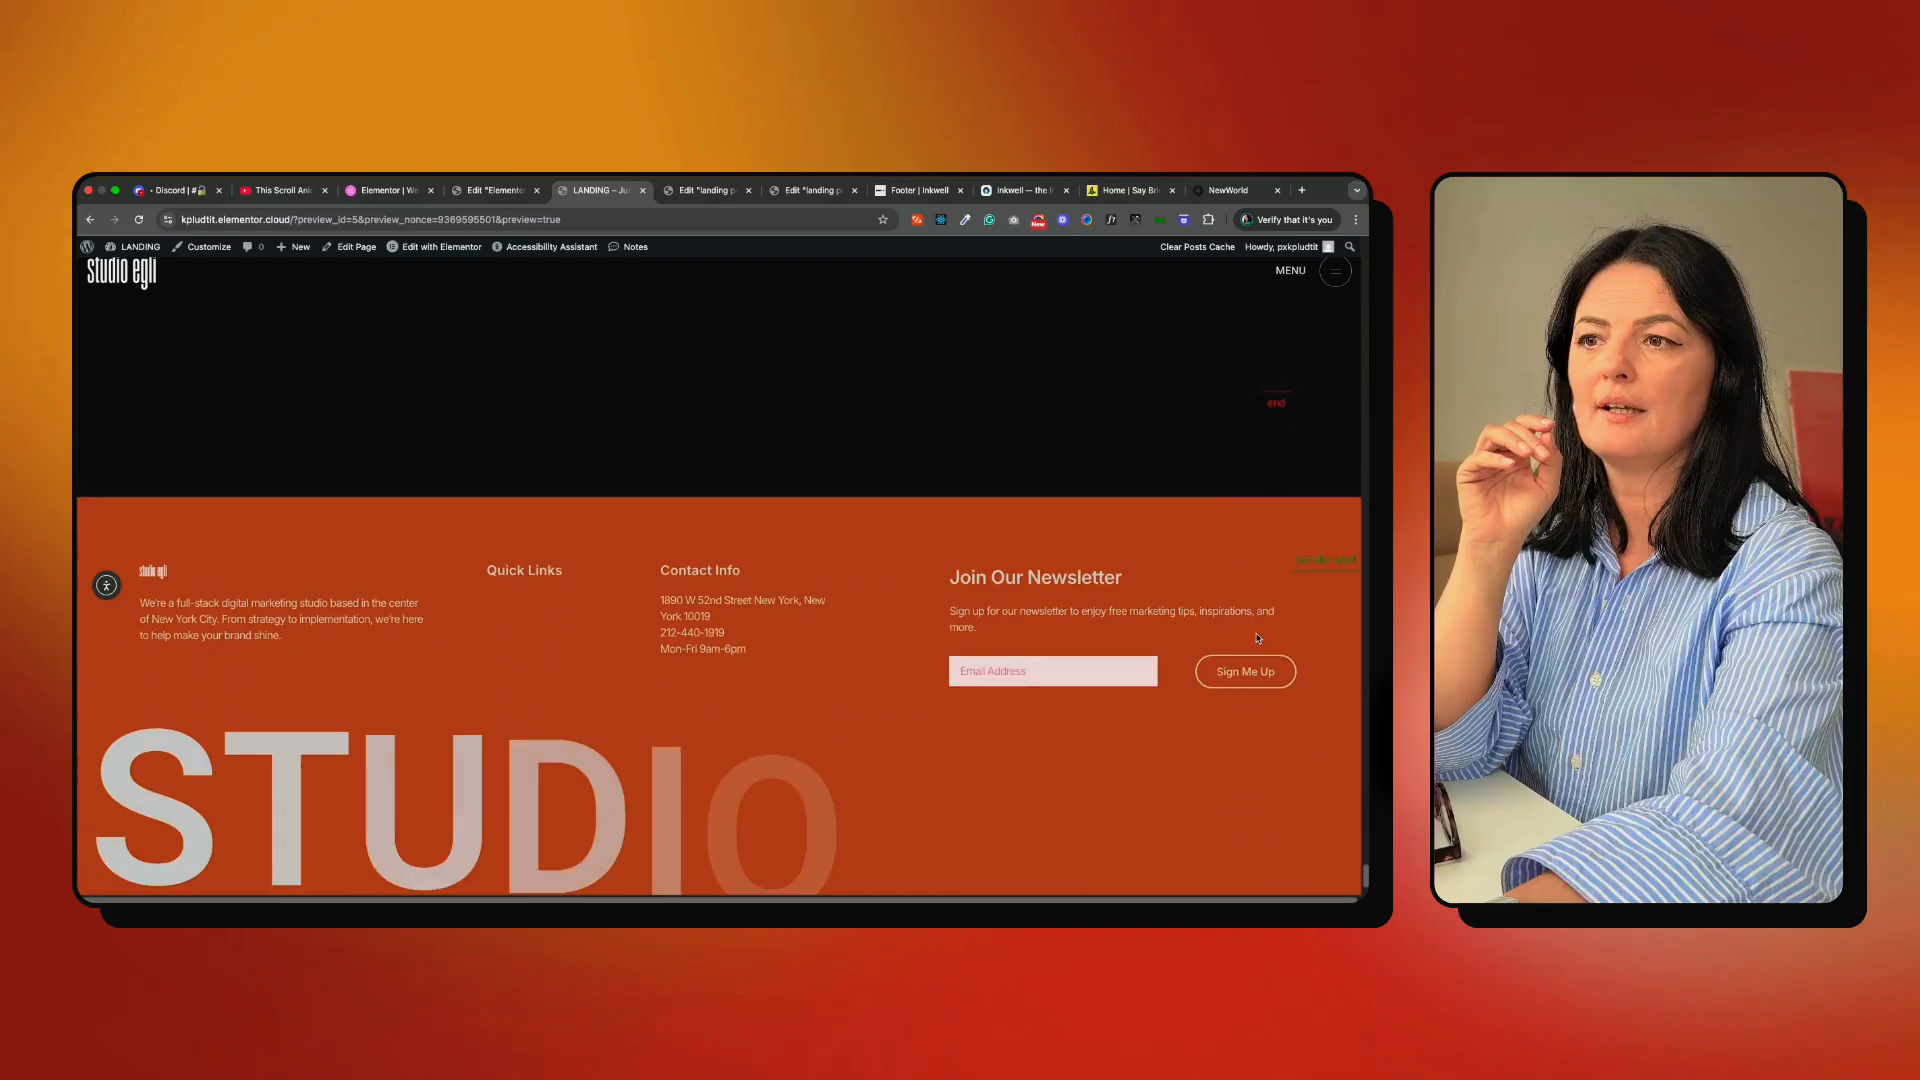 Discord | #
This Scroll Ani
Elementor | We
Edit "Elemento
LANDING – Ju
Edit "landing p
Edit "landing p
Footer | Inkwell
Inkwell — the I
Home | Say Bri
NewWorld
kpludtit.elementor.cloud/?preview_id=5&preview_nonce=9369595501&preview=true
New
Verify that it's you
LANDING
Customize
0
New
Edit Page
Edit with Elementor
Accessibility Assistant
Notes
Clear Posts Cache
Howdy, pxkpludtit
studio egli
MENU
end
studio egli
We're a full-stack digital marketing studio based in the center
of New York City. From strategy to implementation, we're here
to help make your brand shine.
Quick Links
Contact Info
1890 W 52nd Street New York, New
York 10019
212-440-1919
Mon-Fri 9am-6pm
Join Our Newsletter
scroller-start
Sign up for our newsletter to enjoy free marketing tips, inspirations, and
more.
Email Address
Sign Me Up
STUDIO